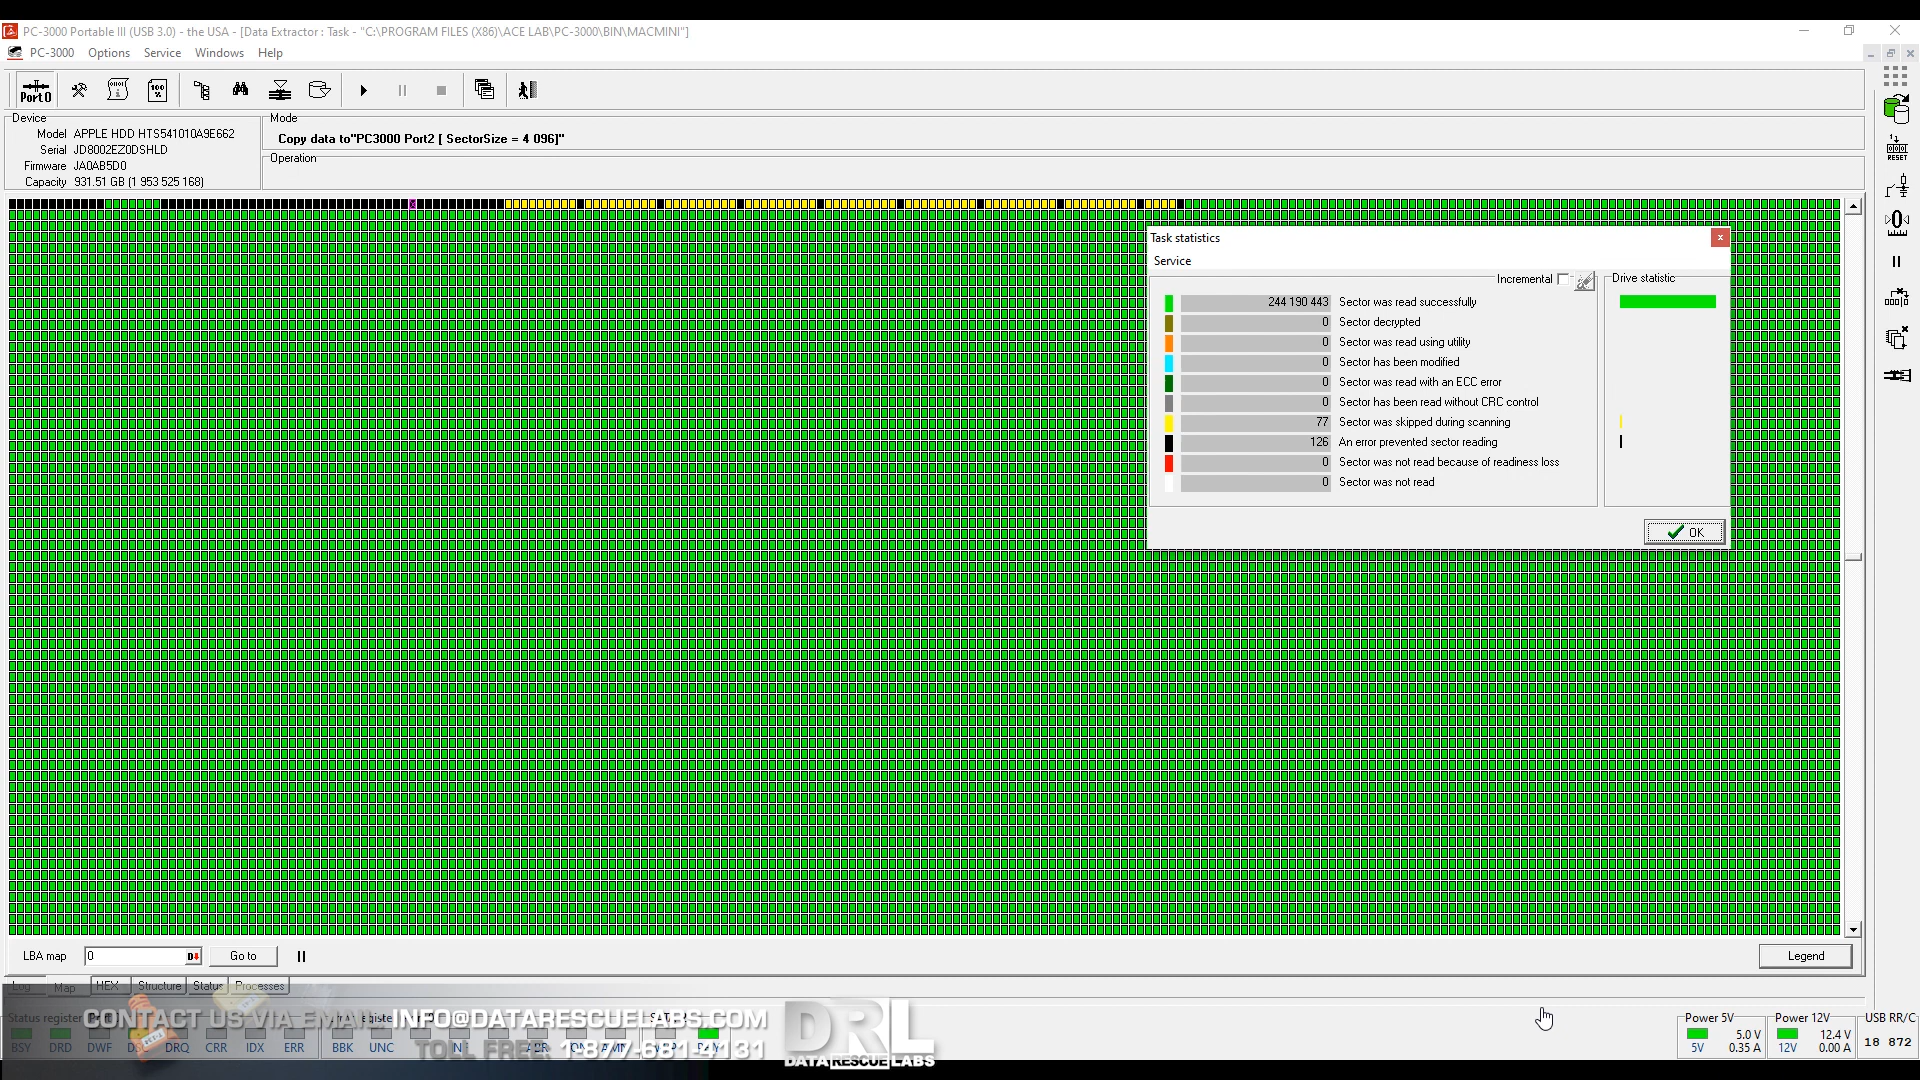 PC-3000 Portable III (USB 3.0) - the USA - [Data Extractor : Task - "C:\PROGRAM FILES (X86)\ACE LAB\PC-3000\BIN\MACMINI"]
PC-3000 Options Service Windows Help
Port 0
100 %
Device
Model APPLE HDD HTS541010A9E662
Serial JD8002EZ0DSHLD
Firmware JA0AB5D0
Capacity 931.51 GB (1 953 525 168)
Mode
Copy data to"PC3000 Port2 [ SectorSize = 4 096]"
Operation
RESET
Task statistics
Service
Incremental
Drive statistic
244 190 443 Sector was read successfully
0 Sector decrypted
0 Sector was read using utility
0 Sector has been modified
0 Sector was read with an ECC error
0 Sector has been read without CRC control
77 Sector was skipped during scanning
126 An error prevented sector reading
0 Sector was not read because of readiness loss
0 Sector was not read
OK
LBA map 0 Go to
Legend
Log Map HEX Structure Status Processes
CONTACT US VIA EMAIL INFO@DATARESCUELABS.COM
TOLL FREE: 1-877-681-4131
DRL
DATA RESCUE LABS
Status register
BSY DRD DWF DRQ CRR IDX ERR
BBK UNC
Power 5V
5.0 V
5V 0.35 A
Power 12V
12.4 V
12V 0.00 A
USB RR/C
18 872